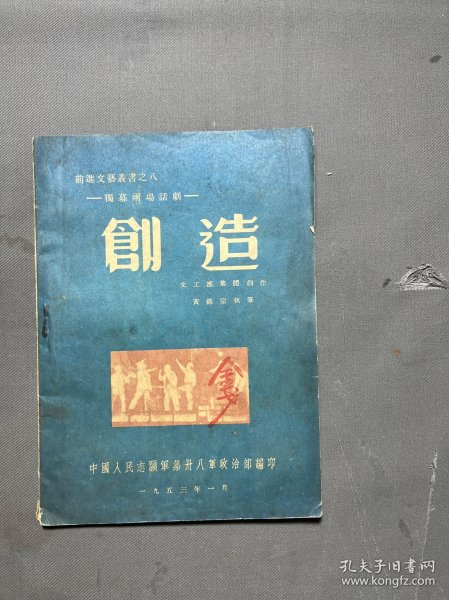 前進文藝叢書之八
—獨幕兩場話劇—
創造
文工團集體創作
黃銘宗執筆
中國人民志願軍第卅八軍政治部編印
一九五三年一月
孔夫子旧书网
www.kongfz.com